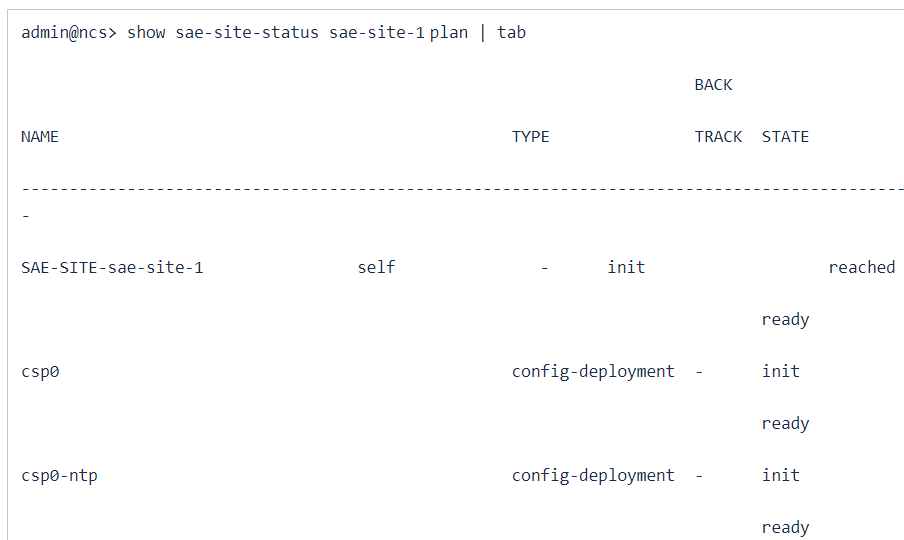 admin@ncs> show sae-site-status sae-site-1 plan | tab
BACK
NAME TYPE TRACK STATE
--------------------------------------------------------------------------------------------
-
SAE-SITE-sae-site-1 self - init reached
ready
csp0 config-deployment - init
ready
csp0-ntp config-deployment - init
ready